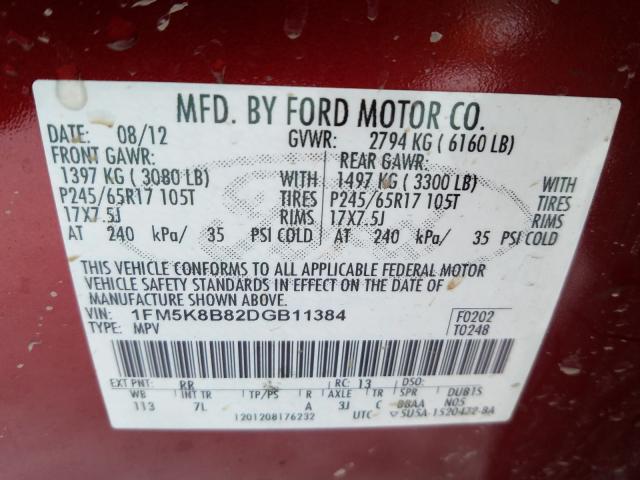 MFD. BY FORD MOTOR CO.
DATE: 08/12 GVWR: 2794 KG ( 6160 LB)
FRONT GAWR: REAR GAWR:
1397 KG ( 3080 LB) WITH 1497 KG ( 3300 LB) WITH
P245/65R17 105T TIRES P245/65R17 105T TIRES
17X7.5J RIMS 17X7.5J RIMS
AT 240 kPa/ 35 PSI COLD AT 240 kPa/ 35 PSI COLD
THIS VEHICLE CONFORMS TO ALL APPLICABLE FEDERAL MOTOR
VEHICLE SAFETY STANDARDS IN EFFECT ON THE DATE OF MANUFACTURE SHOWN ABOVE.
VIN: 1FM5K8B82DGB11384 F0202
TYPE: MPV T0248
EXT PNT: RR RC: 13 DSO:
WB INT TR TP/PS R AXLE TR SPR DUBTS
113 7L A 3J C BBAA N0S
1201208176232 UTC